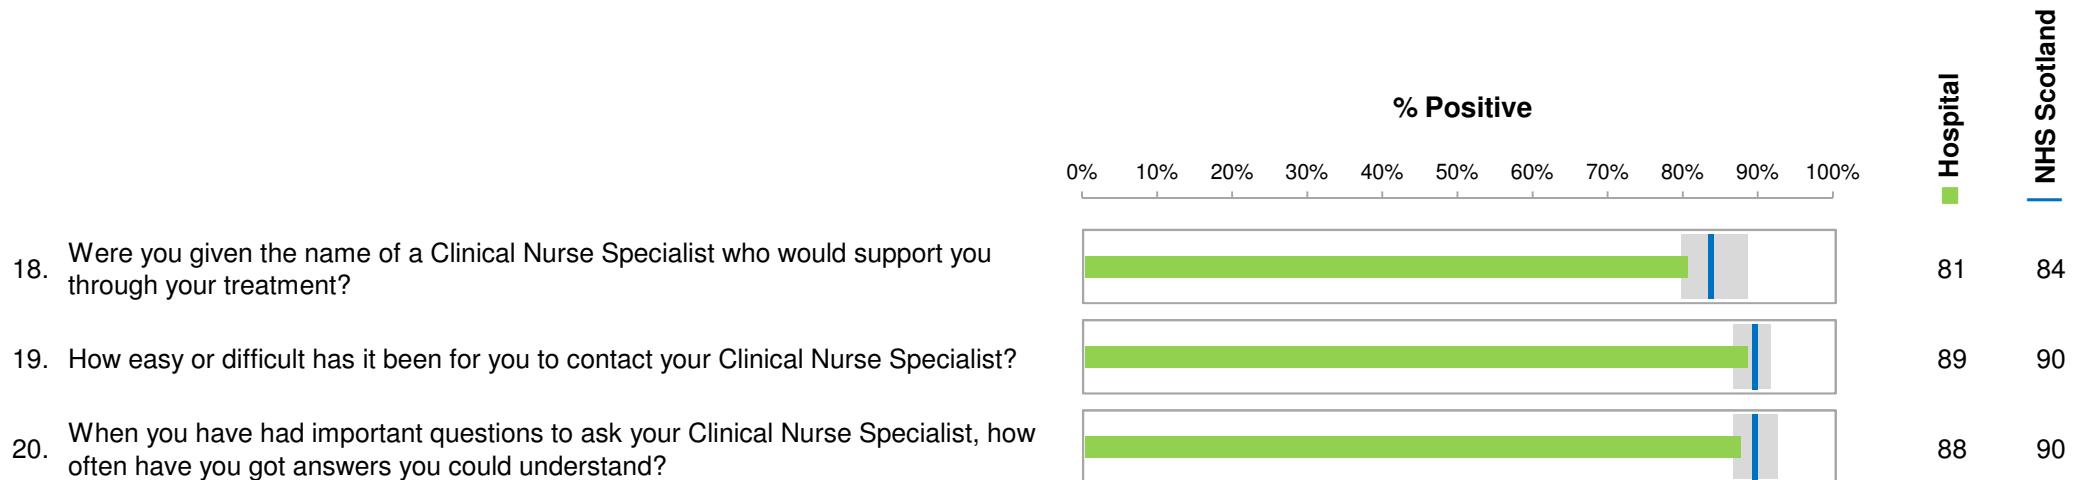 % Positive
Hospital
NHS Scotland
0% 10% 20% 30% 40% 50% 60% 70% 80% 90% 100%
18. Were you given the name of a Clinical Nurse Specialist who would support you
through your treatment?
81 84
19. How easy or difficult has it been for you to contact your Clinical Nurse Specialist?
89 90
20. When you have had important questions to ask your Clinical Nurse Specialist, how
often have you got answers you could understand?
88 90